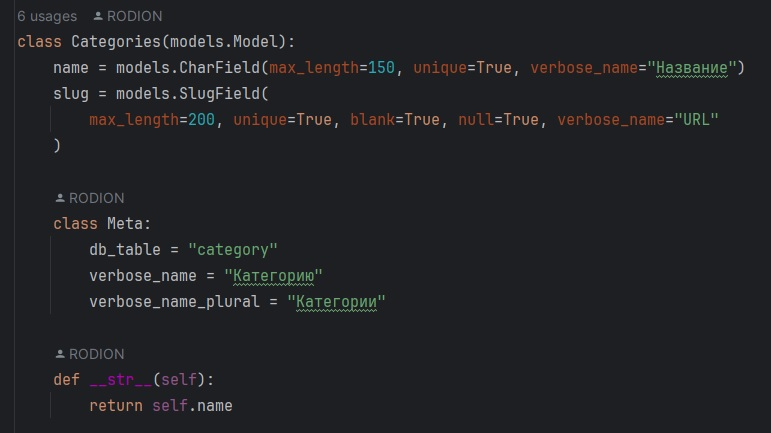 6 usages RODION
class Categories(models.Model):
    name = models.CharField(max_length=150, unique=True, verbose_name="Название")
    slug = models.SlugField(
        max_length=200, unique=True, blank=True, null=True, verbose_name="URL"
    )
    RODION
    class Meta:
        db_table = "category"
        verbose_name = "Категорию"
        verbose_name_plural = "Категории"
    RODION
    def __str__(self):
        return self.name